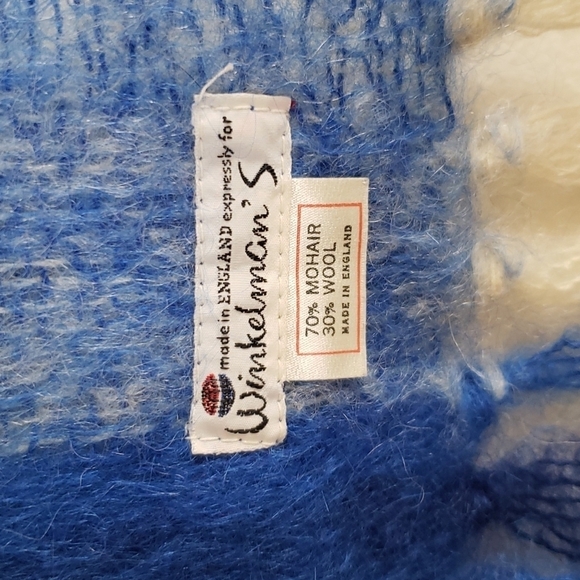 made in ENGLAND expressly for
Winkelman's
70% MOHAIR
30% WOOL
MADE IN ENGLAND